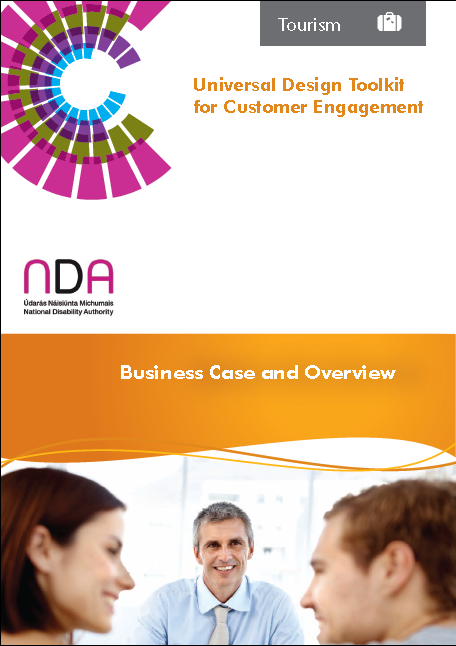 Tourism
Universal Design Toolkit
for Customer Engagement
NDA
Údarás Náisiúnta Míchumais
National Disability Authority
Business Case and Overview